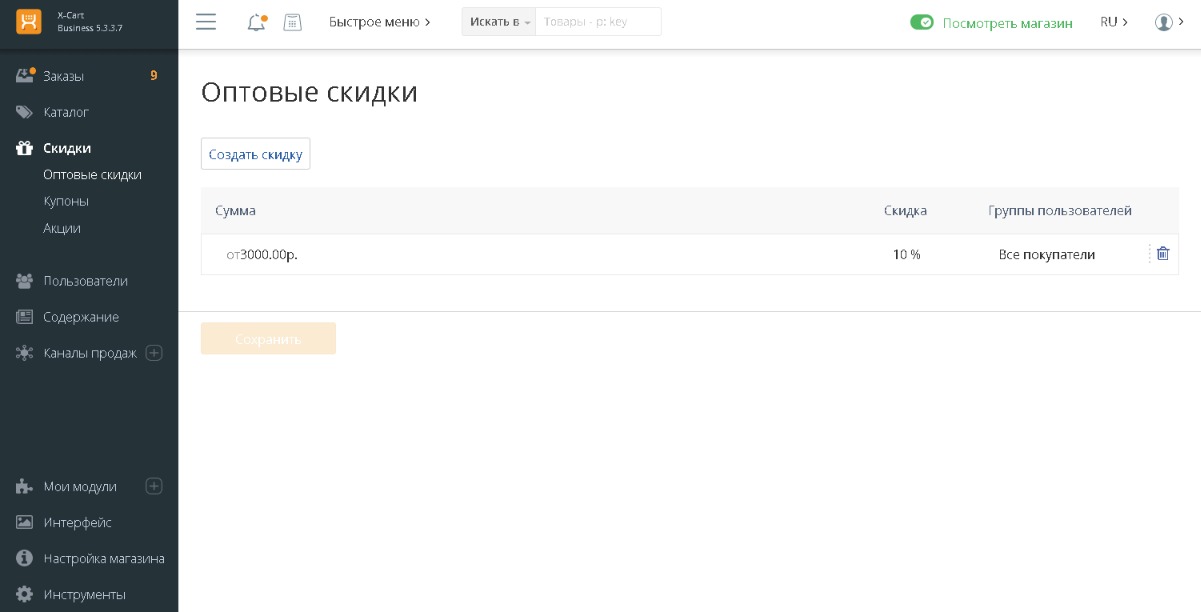 X-Cart
Business 5.3.3.7
Быстрое меню
Искать в
Товары - p: key
Посмотреть магазин
RU
Заказы 9
Каталог
Скидки
Оптовые скидки
Купоны
Акции
Пользователи
Содержание
Каналы продаж
Мои модули
Интерфейс
Настройка магазина
Инструменты
Оптовые скидки
Создать скидку
Сумма Скидка Группы пользователей
от3000.00р. 10 % Все покупатели
Сохранить